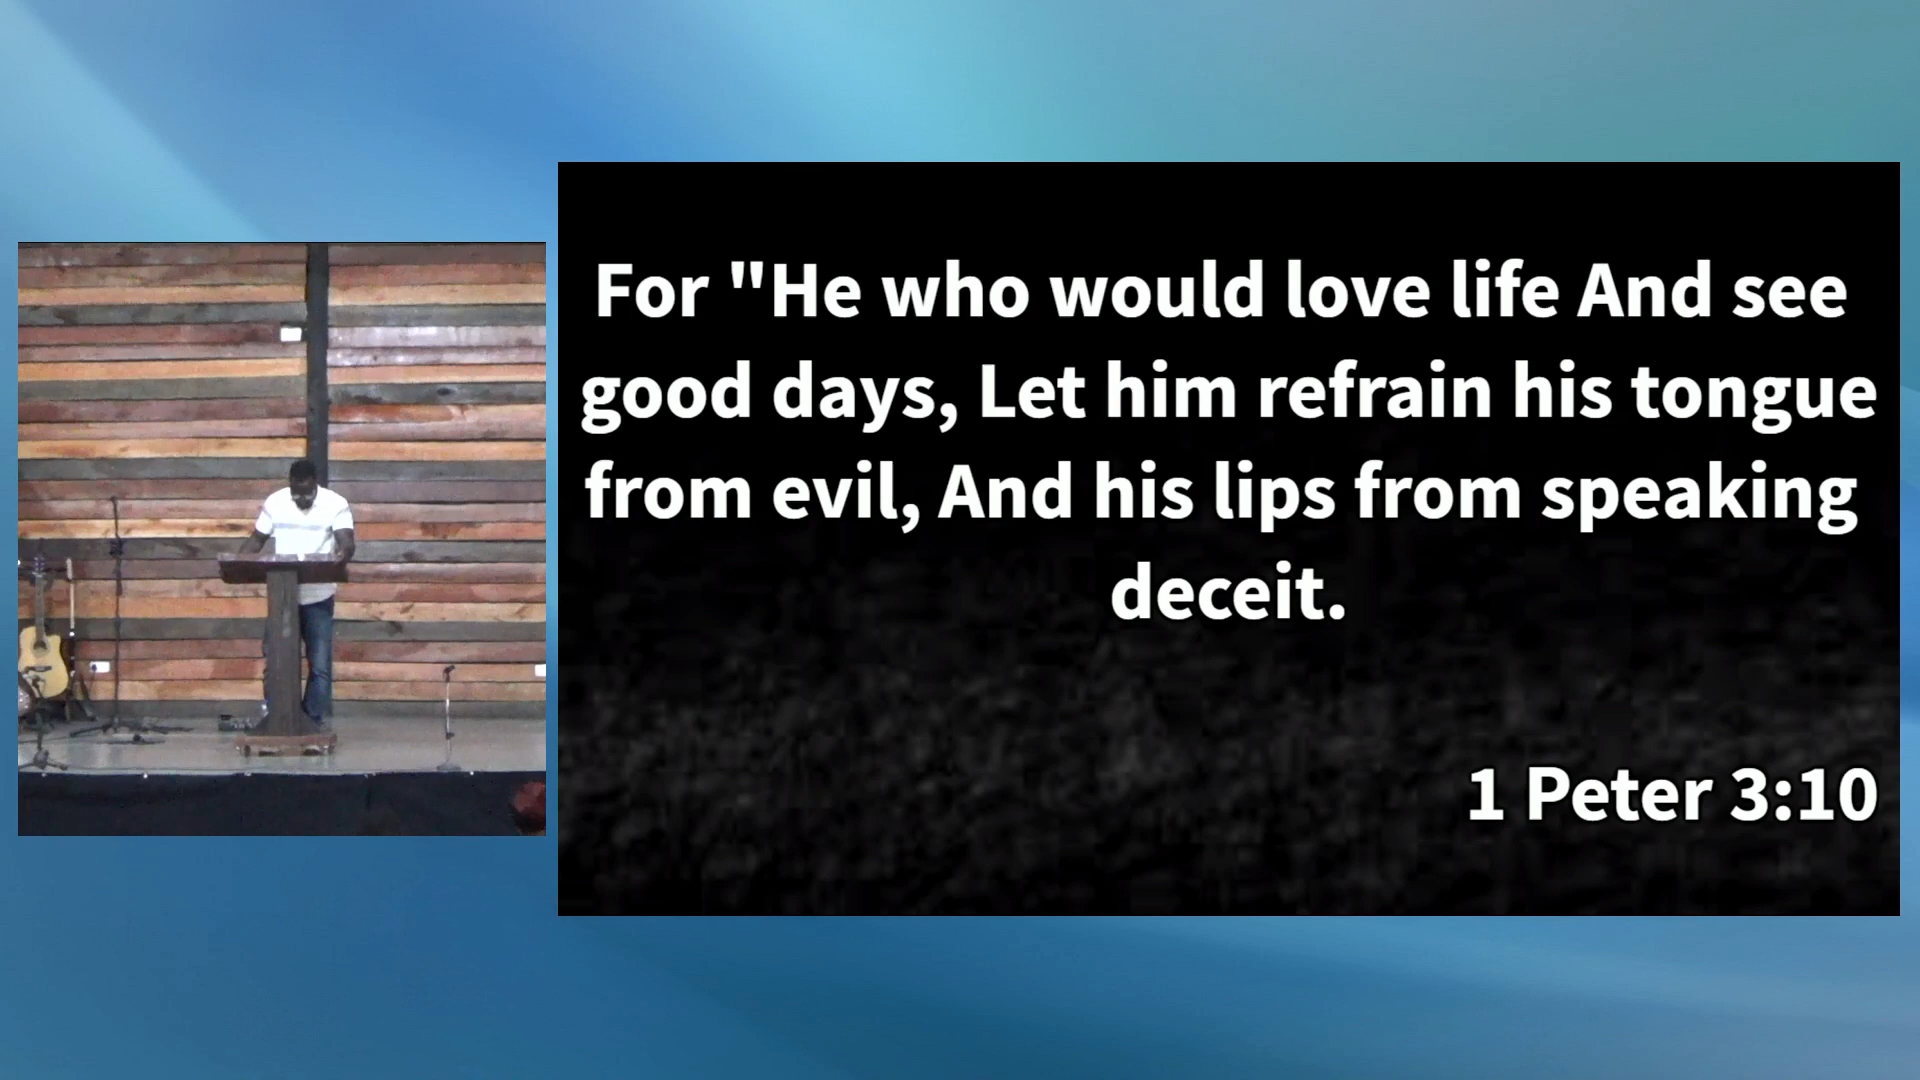 For "He who would love life And see
good days, Let him refrain his tongue
from evil, And his lips from speaking
deceit.
1 Peter 3:10